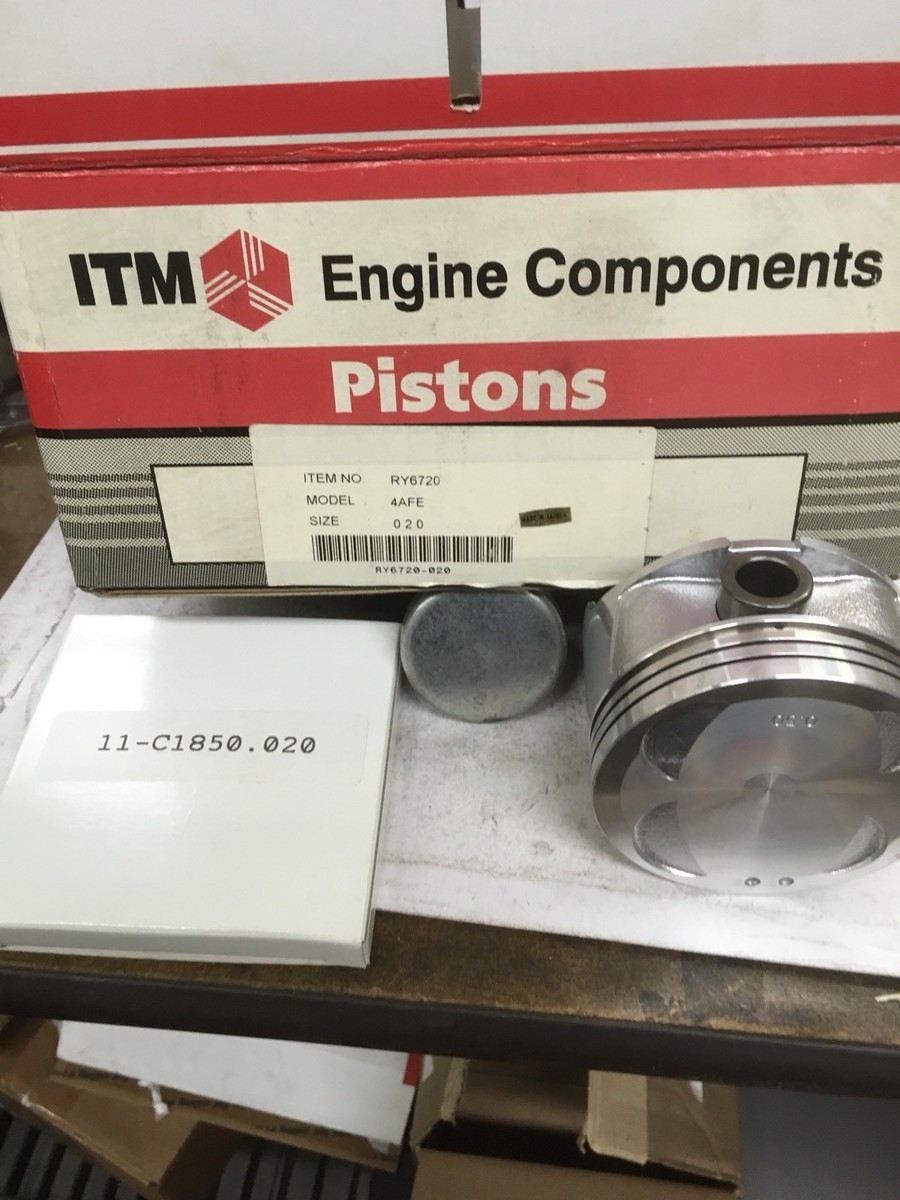 ITM Engine Components
Pistons
ITEM NO. RY6720
MODEL 4AFE
SIZE 020
RY6720-020
11-C1850.020
020